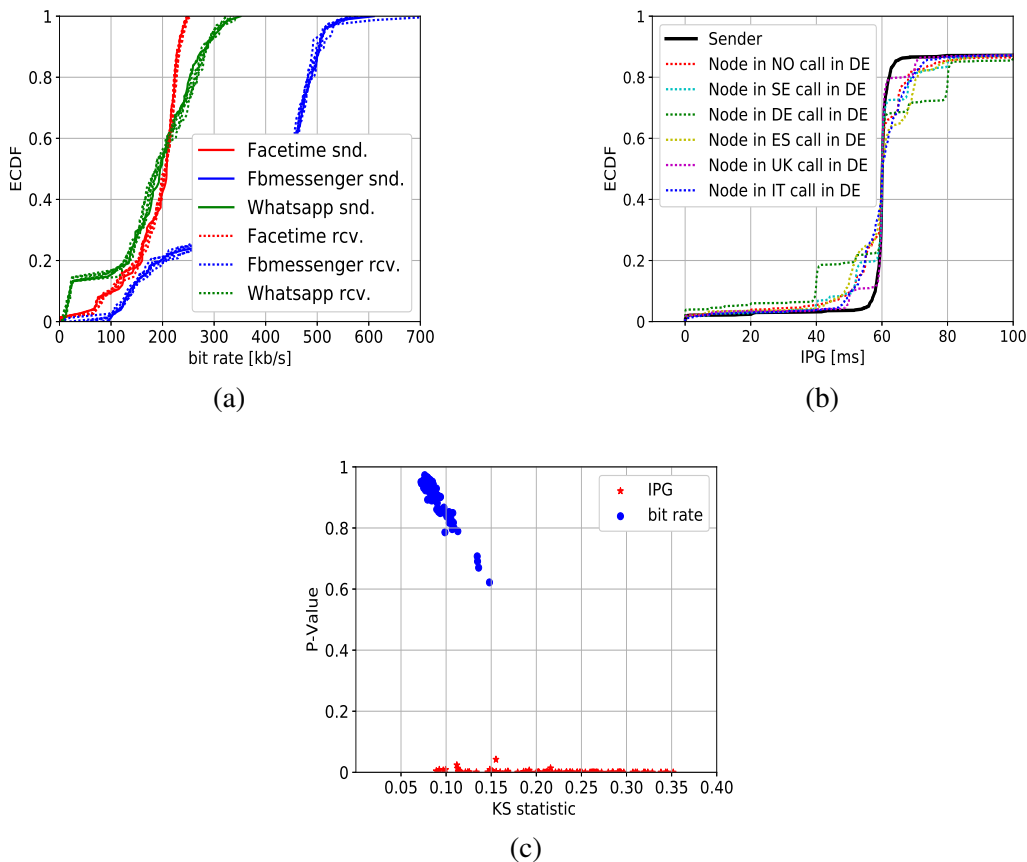 1
0.8
0.6
0.4
0.2
0
ECDF
0
100
200
300
400
500
600
700
bit rate [kb/s]
Facetime snd.
Fbmessenger snd.
Whatsapp snd.
Facetime rcv.
Fbmessenger rcv.
Whatsapp rcv.
(a)
1
0.8
0.6
0.4
0.2
0
ECDF
0
20
40
60
80
100
IPG [ms]
Sender
Node in NO call in DE
Node in SE call in DE
Node in DE call in DE
Node in ES call in DE
Node in UK call in DE
Node in IT call in DE
(b)
1
0.8
0.6
0.4
0.2
0
P-Value
0.05
0.10
0.15
0.20
0.25
0.30
0.35
0.40
KS statistic
IPG
bit rate
(c)